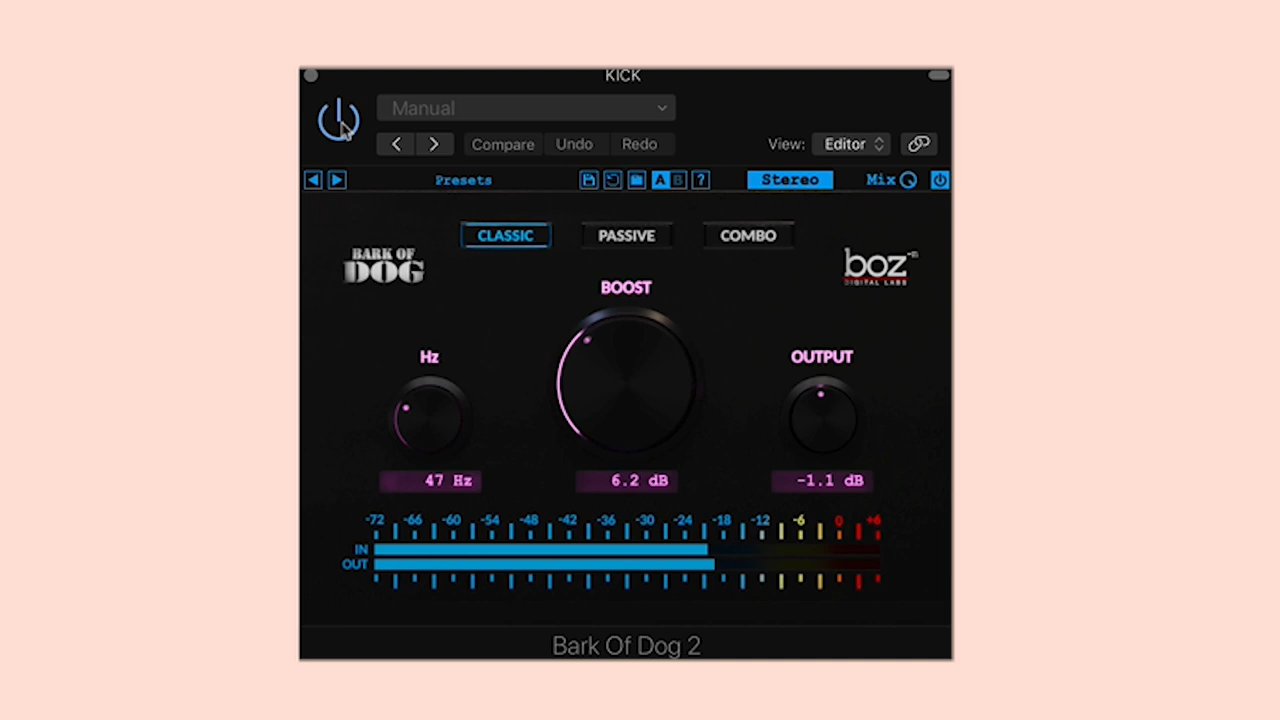 KICK
Manual
Compare Undo Redo View: Editor
Presets A B ? Stereo Mix
CLASSIC PASSIVE COMBO
BARK OF
DOG
boz
DIGITAL LABS
BOOST
Hz OUTPUT
47 Hz 6.2 dB -1.1 dB
-72 -66 -60 -54 -48 -42 -36 -30 -24 -18 -12 -6 0 +6
IN
OUT
Bark Of Dog 2